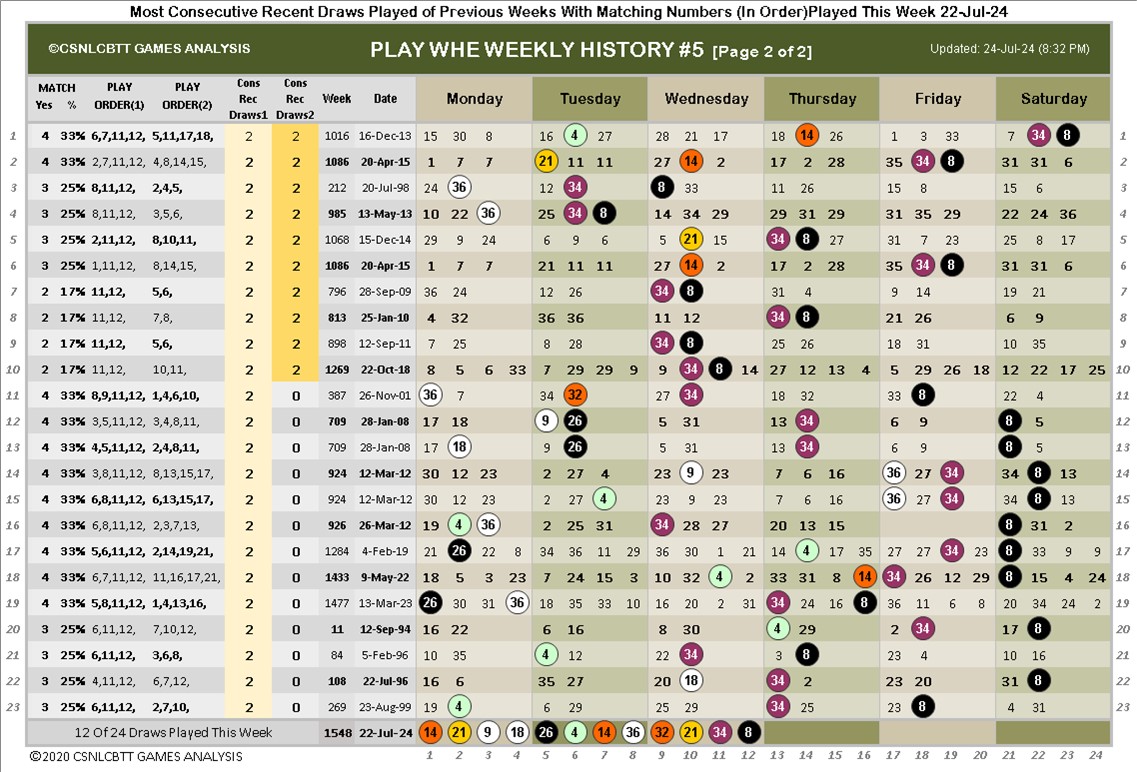 Most Consecutive Recent Draws Played of Previous Weeks With Matching Numbers (In Order)Played This Week 22-Jul-24
©CSNLCBTT GAMES ANALYSIS PLAY WHE WEEKLY HISTORY #5 [Page 2 of 2] Updated: 24-Jul-24 (8:32 PM)
MATCH PLAY PLAY Cons Cons Week Date Monday Tuesday Wednesday Thursday Friday Saturday
Yes % ORDER(1) ORDER(2) Rec Rec
Draws1 Draws2
1 4 33% 6,7,11,12, 5,11,17,18, 2 2 1016 16-Dec-13 15 30 8 16 4 27 28 21 17 18 14 26 1 3 33 7 34 8 1
2 4 33% 2,7,11,12, 4,8,14,15, 2 2 1086 20-Apr-15 1 7 7 21 11 11 27 14 2 17 2 28 35 34 8 31 31 6 2
3 3 25% 8,11,12, 2,4,5, 2 2 212 20-Jul-98 24 36 12 34 8 33 11 26 15 8 15 6 3
4 3 25% 8,11,12, 3,5,6, 2 2 985 13-May-13 10 22 36 25 34 8 14 34 29 29 31 29 31 35 29 22 24 36 4
5 3 25% 2,11,12, 8,10,11, 2 2 1068 15-Dec-14 29 9 24 6 9 6 5 21 15 34 8 27 31 7 23 25 8 17 5
6 3 25% 1,11,12, 8,14,15, 2 2 1086 20-Apr-15 1 7 7 21 11 11 27 14 2 17 2 28 35 34 8 31 31 6 6
7 2 17% 11,12, 5,6, 2 2 796 28-Sep-09 36 24 12 26 34 8 31 4 9 14 19 21 7
8 2 17% 11,12, 7,8, 2 2 813 25-Jan-10 4 32 36 36 11 12 34 8 21 26 6 9 8
9 2 17% 11,12, 5,6, 2 2 898 12-Sep-11 7 25 8 28 34 8 25 26 18 31 10 35 9
10 2 17% 11,12, 10,11, 2 2 1269 22-Oct-18 8 5 6 33 7 29 29 9 9 34 8 14 27 12 13 4 5 29 26 18 12 22 17 25 10
11 4 33% 8,9,11,12, 1,4,6,10, 2 0 387 26-Nov-01 36 7 34 32 27 34 18 32 33 8 22 4 11
12 4 33% 3,5,11,12, 3,4,8,11, 2 0 709 28-Jan-08 17 18 9 26 5 31 13 34 6 9 8 5 12
13 4 33% 4,5,11,12, 2,4,8,11, 2 0 709 28-Jan-08 17 18 9 26 5 31 13 34 6 9 8 5 13
14 4 33% 3,8,11,12, 8,13,15,17, 2 0 924 12-Mar-12 30 12 23 2 27 4 23 9 23 7 6 16 36 27 34 34 8 13 14
15 4 33% 6,8,11,12, 6,13,15,17, 2 0 924 12-Mar-12 30 12 23 2 27 4 23 9 23 7 6 16 36 27 34 34 8 13 15
16 4 33% 6,8,11,12, 2,3,7,13, 2 0 926 26-Mar-12 19 4 36 2 25 31 34 28 27 20 13 15 8 31 2 16
17 4 33% 5,6,11,12, 2,14,19,21, 2 0 1284 4-Feb-19 21 26 22 8 34 36 11 29 36 30 1 21 14 4 17 35 27 27 34 23 8 33 9 9 17
18 4 33% 6,7,11,12, 11,16,17,21, 2 0 1433 9-May-22 18 5 3 23 7 24 15 3 10 32 4 2 33 31 8 14 34 26 12 29 8 15 4 24 18
19 4 33% 5,8,11,12, 1,4,13,16, 2 0 1477 13-Mar-23 26 30 31 36 18 35 33 10 16 20 2 31 34 24 16 8 36 11 6 8 20 34 24 2 19
20 3 25% 6,11,12, 7,10,12, 2 0 11 12-Sep-94 16 22 6 16 8 30 4 29 2 34 17 8 20
21 3 25% 6,11,12, 3,6,8, 2 0 84 5-Feb-96 10 35 4 12 22 34 3 8 23 4 10 16 21
22 3 25% 4,11,12, 6,7,12, 2 0 108 22-Jul-96 16 6 35 27 20 18 34 2 23 20 31 8 22
23 3 25% 6,11,12, 2,7,10, 2 0 269 23-Aug-99 19 4 6 29 25 29 34 25 23 8 4 31 23
12 Of 24 Draws Played This Week 1548 22-Jul-24 14 21 9 18 26 4 14 36 32 21 34 8
©2020 CSNLCBTT GAMES ANALYSIS 1 2 3 4 5 6 7 8 9 10 11 12 13 14 15 16 17 18 19 20 21 22 23 24